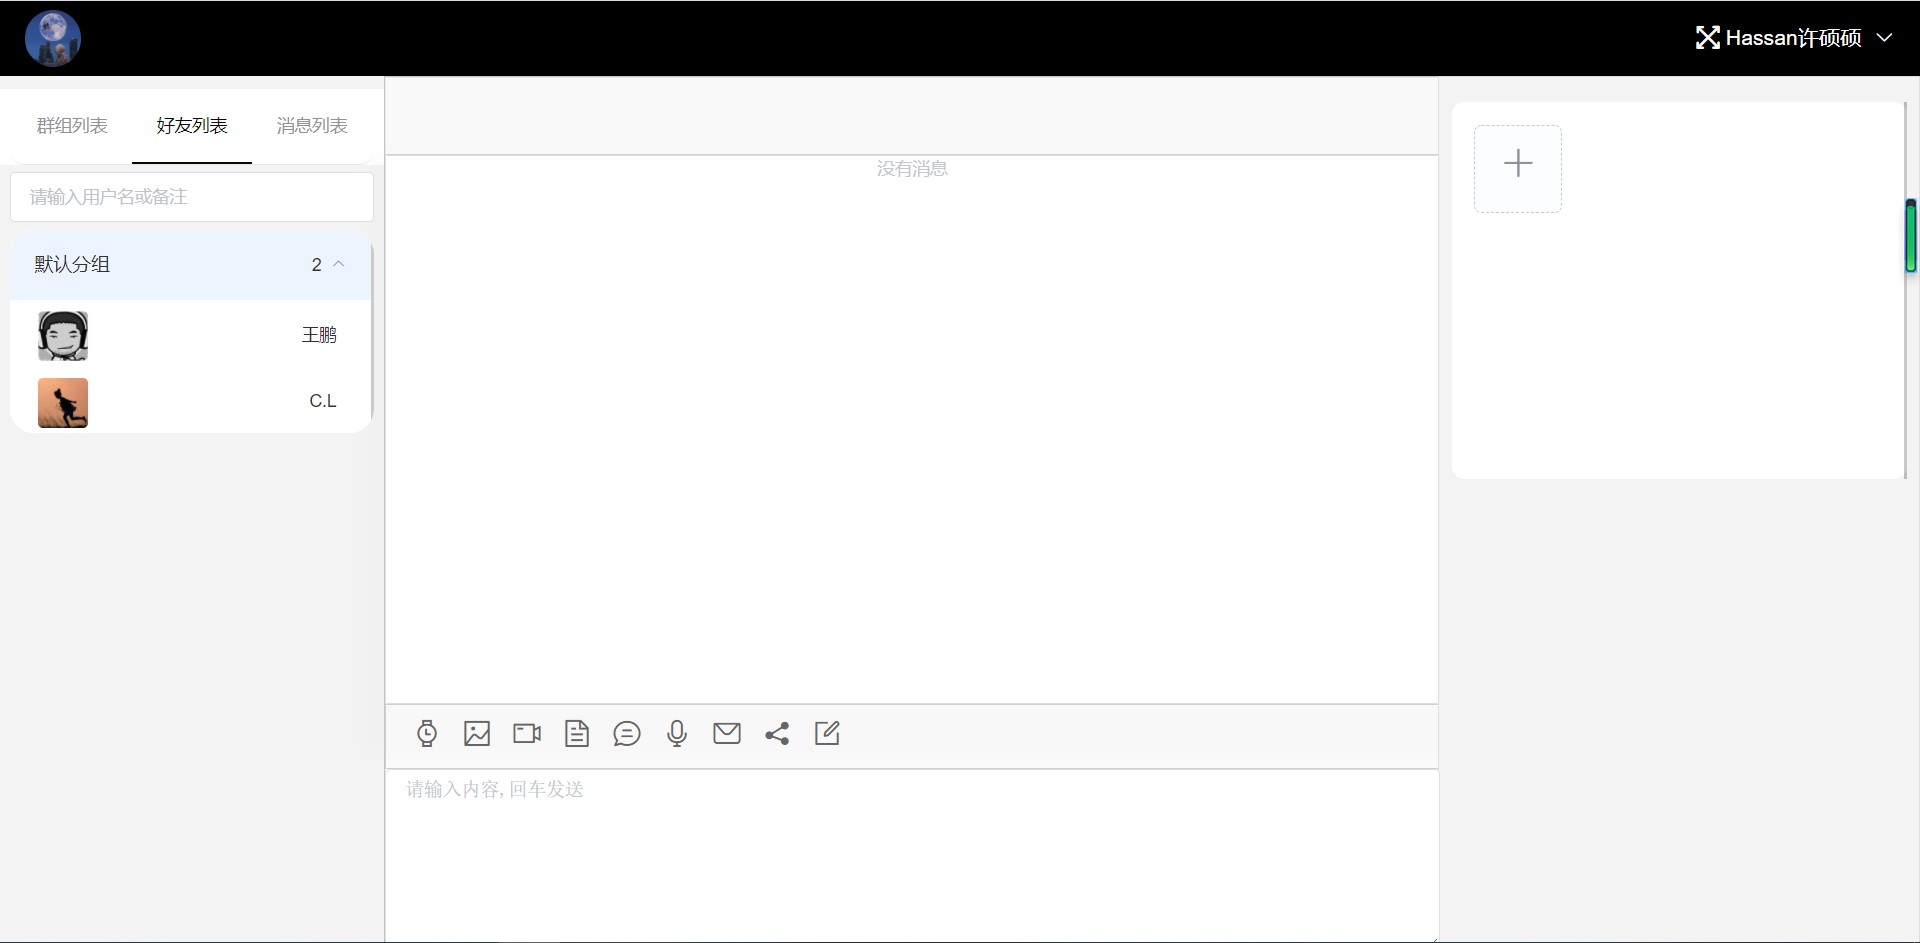 Hassan许硕硕
群组列表 好友列表 消息列表
请输入用户名或备注
默认分组 2
王鹏
C.L
没有消息
请输入内容, 回车发送